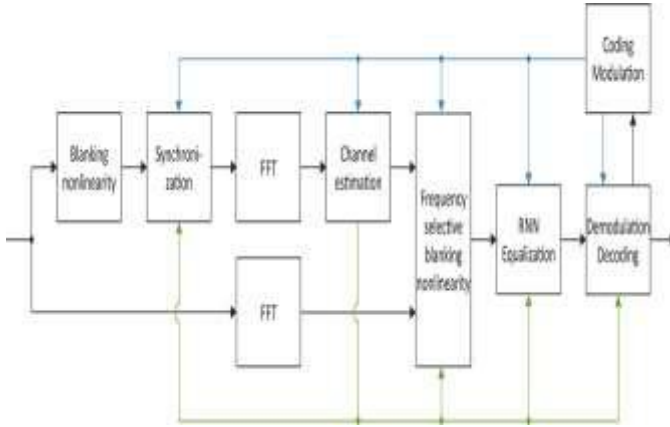 Coding
Modulation
Blanking
nonlinearity
Synchroni-
zation
FFT
Channel
estimation
Frequency
selective
blanking
nonlinearity
RNN
Equalization
Demodulation
Decoding
FFT